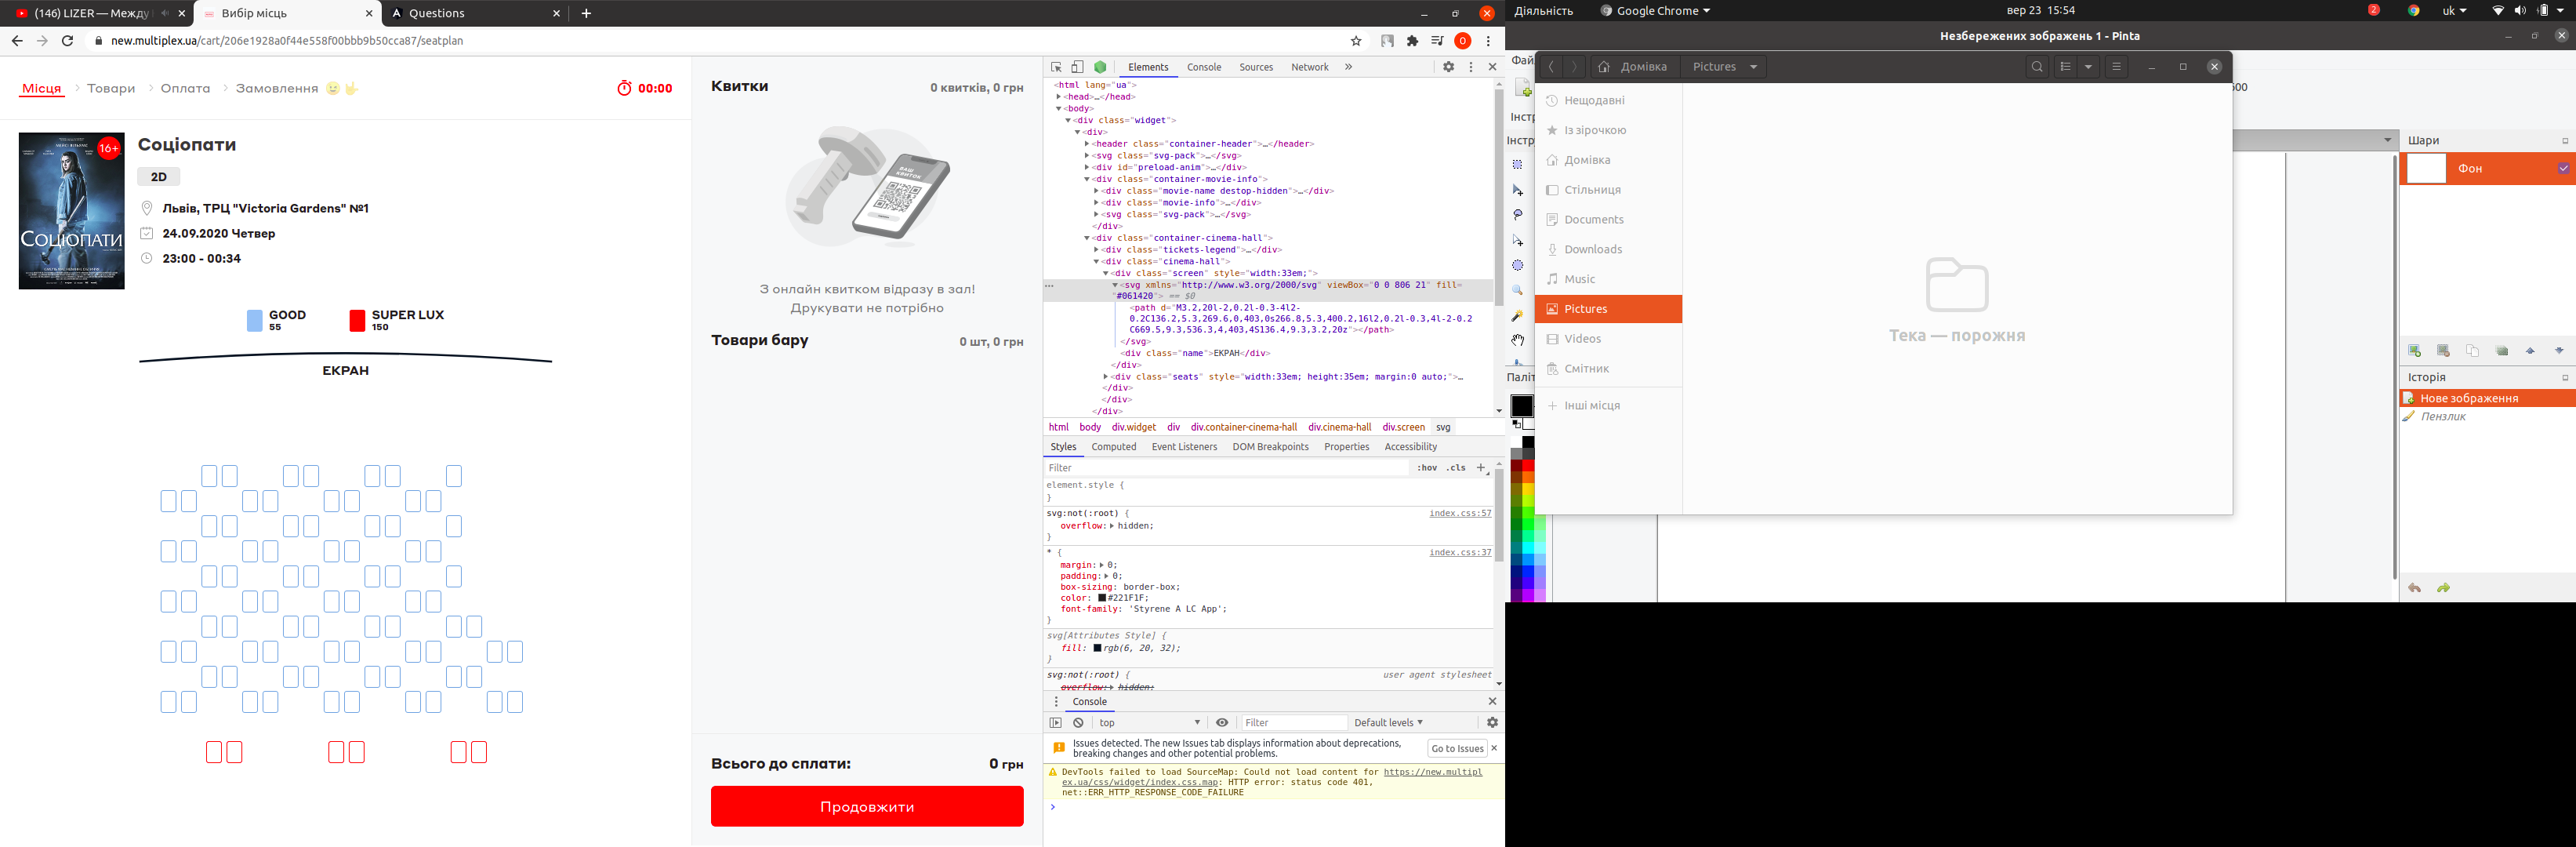 (146) LIZER — Между
Вибір місць
Questions
new.multiplex.ua/cart/206e1928a0f44e558f00bbb9b50cca87/seatplan
O
Місця
Товари
Оплата
Замовлення
00:00
16+
СОЦІОПАТИ
Соціопати
2D
Львів, ТРЦ "Victoria Gardens" №1
24.09.2020 Четвер
23:00 - 00:34
GOOD
55
SUPER LUX
150
ЕКРАН
Квитки
0 квитків, 0 грн
ВАШ КВИТОК
З онлайн квитком відразу в зал!
Друкувати не потрібно
Товари бару
0 шт, 0 грн
Всього до сплати:
0 грн
Продовжити
Elements
Console
Sources
Network
»
<html lang="ua">
<head>…</head>
<body>
<div class="widget">
<div>
<header class="container-header">…</header>
<svg class="svg-pack">…</svg>
<div id="preload-anim">…</div>
<div class="container-movie-info">
<div class="movie-name destop-hidden">…</div>
<div class="movie-info">…</div>
<svg class="svg-pack">…</svg>
</div>
<div class="container-cinema-hall">
<div class="tickets-legend">…</div>
<div class="cinema-hall">
<div class="screen" style="width:33em;">
<svg xmlns="http://www.w3.org/2000/svg" viewBox="0 0 806 21" fill=
"#061420"> == $0
<path d="M3.2,20l-2,0.2l-0.3-4l2-
0.2C136.2,5.3,269.6,0,403,0s266.8,5.3,400.2,16l2,0.2l-0.3,4l-2-0.2
C669.5,9.3,536.3,4,403,4S136.4,9.3,3.2,20z"></path>
</svg>
<div class="name">ЕКРАН</div>
</div>
<div class="seats" style="width:33em; height:35em; margin:0 auto;">…
</div>
</div>
</div>
html body div.widget div div.container-cinema-hall div.cinema-hall div.screen svg
Styles
Computed
Event Listeners
DOM Breakpoints
Properties
Accessibility
Filter
:hov .cls +
element.style {
}
svg:not(:root) {
index.css:57
overflow: hidden;
}
* {
index.css:37
margin: 0;
padding: 0;
box-sizing: border-box;
color: #221F1F;
font-family: 'Styrene A LC App';
}
svg[Attributes Style] {
fill: rgb(6, 20, 32);
}
svg:not(:root) {
user agent stylesheet
overflow: hidden;
Console
top
Filter
Default levels
Issues detected. The new Issues tab displays information about deprecations,
breaking changes and other potential problems.
Go to Issues
DevTools failed to load SourceMap: Could not load content for https://new.multipl
ex.ua/css/widget/index.css.map: HTTP error: status code 401,
net::ERR_HTTP_RESPONSE_CODE_FAILURE
Діяльність
Google Chrome
вер 23 15:54
2
uk
Незбережених зображень 1 - Pinta
Домівка
Pictures
Нещодавні
Із зірочкою
Домівка
Стільниця
Documents
Downloads
Music
Pictures
Videos
Смітник
Інші місця
Тека — порожня
Шари
Фон
Історія
Нове зображення
Пензлик